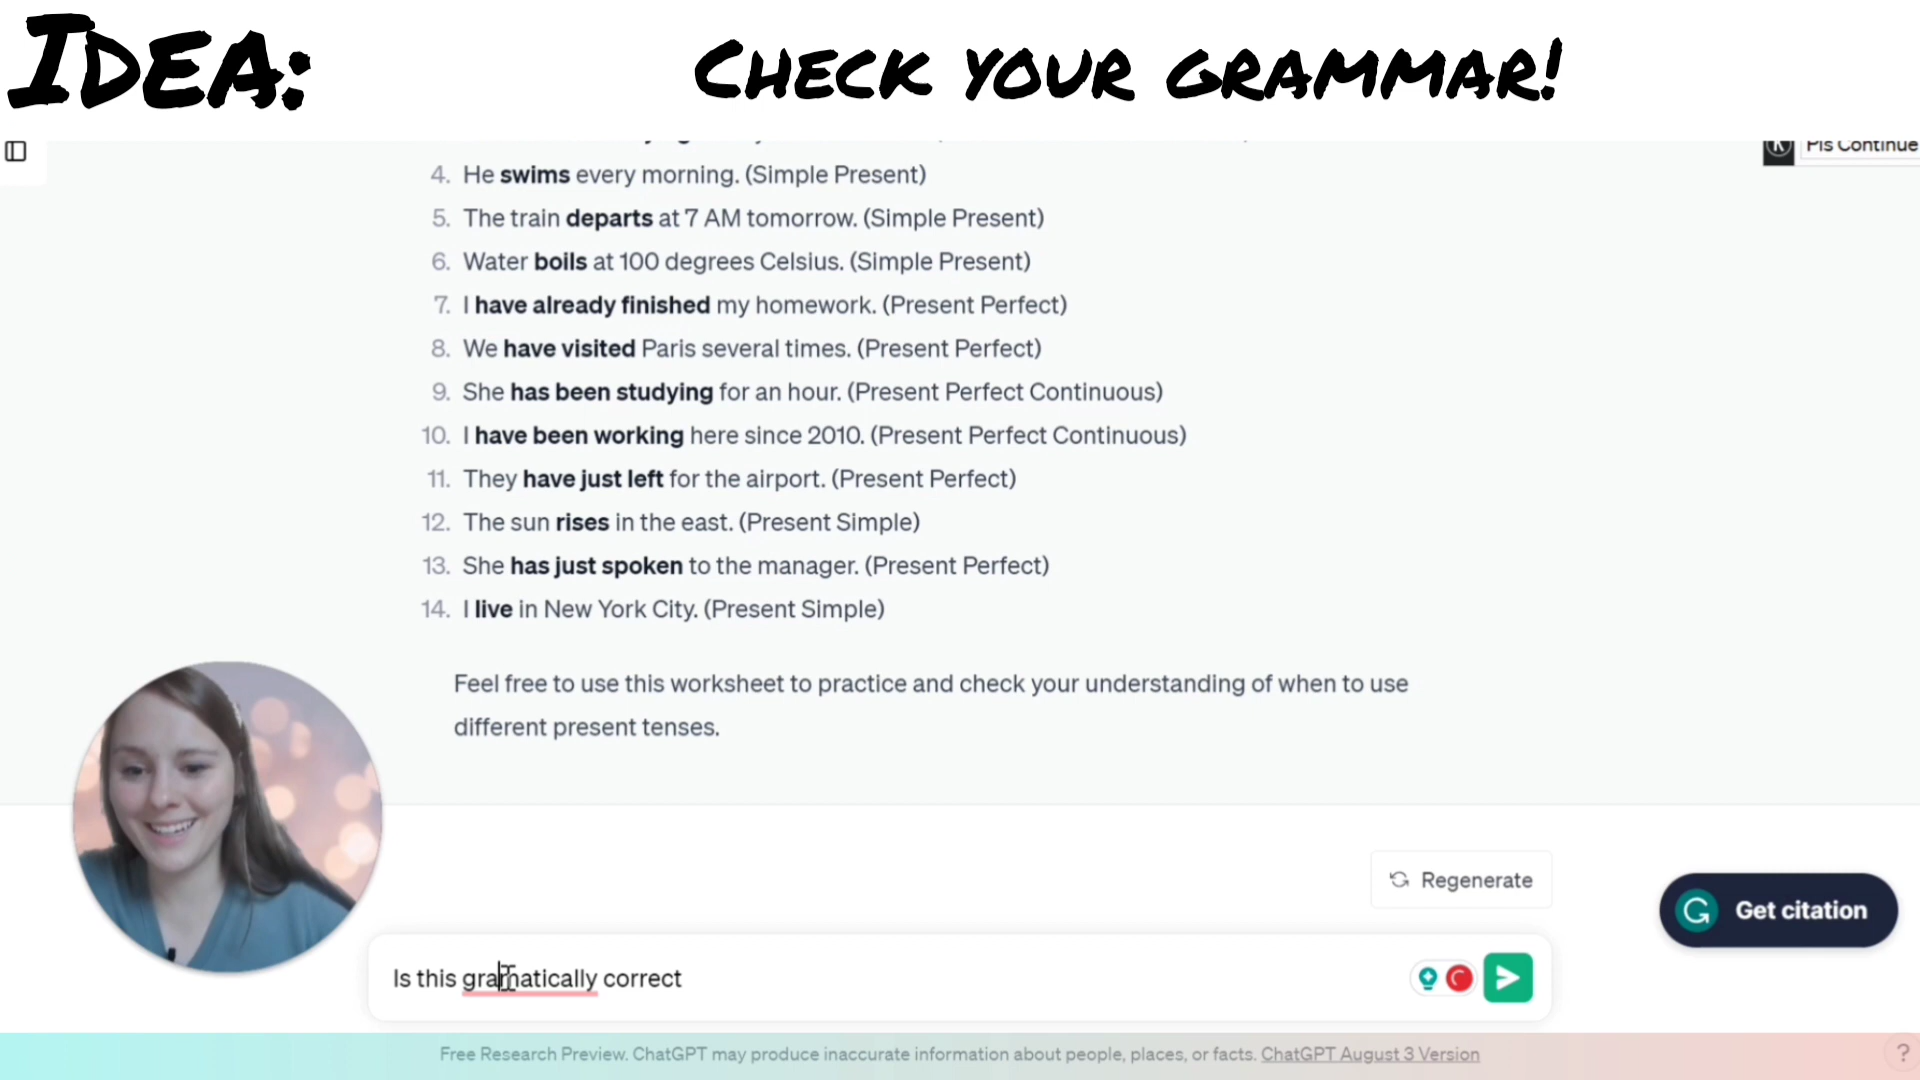 IDEA:
CHECK YOUR GRAMMAR!
Pls Continue
4. He swims every morning. (Simple Present)
5. The train departs at 7 AM tomorrow. (Simple Present)
6. Water boils at 100 degrees Celsius. (Simple Present)
7. I have already finished my homework. (Present Perfect)
8. We have visited Paris several times. (Present Perfect)
9. She has been studying for an hour. (Present Perfect Continuous)
10. I have been working here since 2010. (Present Perfect Continuous)
11. They have just left for the airport. (Present Perfect)
12. The sun rises in the east. (Present Simple)
13. She has just spoken to the manager. (Present Perfect)
14. I live in New York City. (Present Simple)
Feel free to use this worksheet to practice and check your understanding of when to use
different present tenses.
Regenerate
Get citation
Is this gramatically correct
Free Research Preview. ChatGPT may produce inaccurate information about people, places, or facts. ChatGPT August 3 Version
?